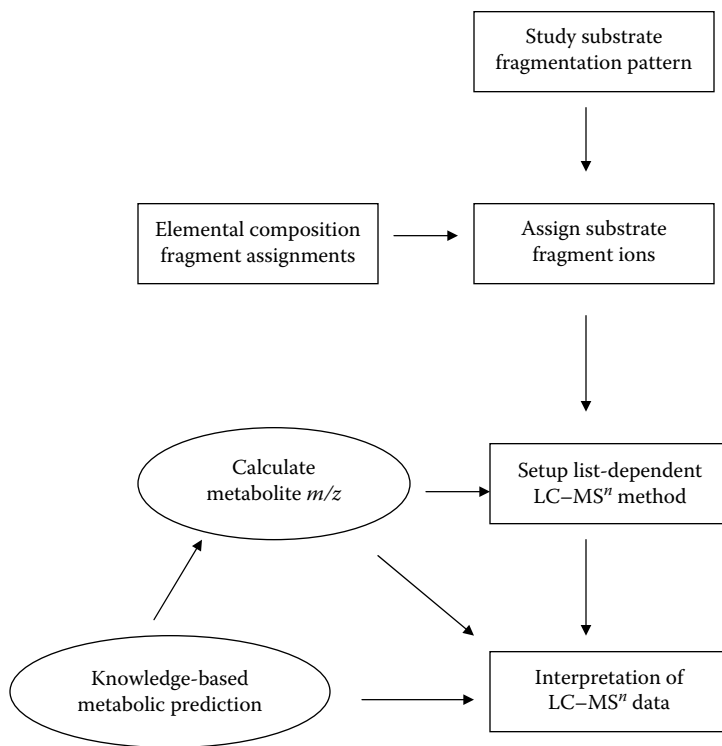 Study substrate
fragmentation pattern
Elemental composition
fragment assignments
Assign substrate
fragment ions
Calculate
metabolite m/z
Setup list-dependent
LC–MSⁿ method
Knowledge-based
metabolic prediction
Interpretation of
LC–MSⁿ data